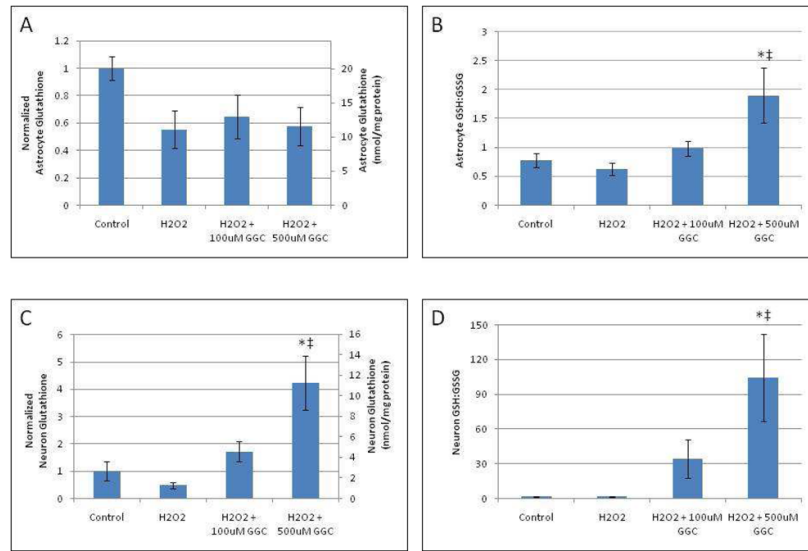 A
Normalized
Astrocyte Glutathione
1.2
1
0.8
0.6
0.4
0.2
0
20
15
10
5
0
Astrocyte Glutathione
(nmol/mg protein)
Control
H2O2
H2O2 +
100uM GGC
H2O2 +
500uM GGC
B
Astrocyte GSH:GSSG
3
2.5
2
1.5
1
0.5
0
*‡
Control
H2O2
H2O2 + 100uM
GGC
H2O2 + 500uM
GGC
C
Normalized
Neuron Glutathione
6
5
4
3
2
1
0
*‡
16
14
12
10
8
6
4
2
0
Neuron Glutathione
(nmol/mg protein)
Control
H2O2
H2O2 +
100uM GGC
H2O2 +
500uM GGC
D
Neuron GSH:GSSG
150
120
90
60
30
0
*‡
Control
H2O2
H2O2 + 100uM
GGC
H2O2 + 500uM
GGC